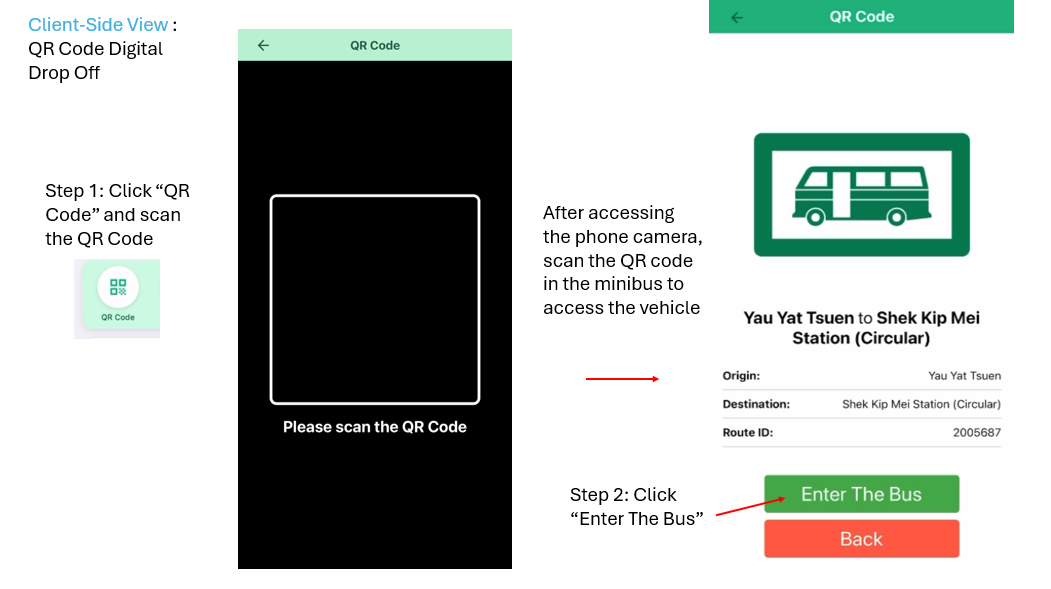 Client-Side View :
QR Code Digital
Drop Off
Step 1: Click “QR
Code” and scan
the QR Code
QR Code
QR Code
Please scan the QR Code
After accessing
the phone camera,
scan the QR code
in the minibus to
access the vehicle
Step 2: Click
“Enter The Bus”
QR Code
Yau Yat Tsuen to Shek Kip Mei
Station (Circular)
Origin: Yau Yat Tsuen
Destination: Shek Kip Mei Station (Circular)
Route ID: 2005687
Enter The Bus
Back